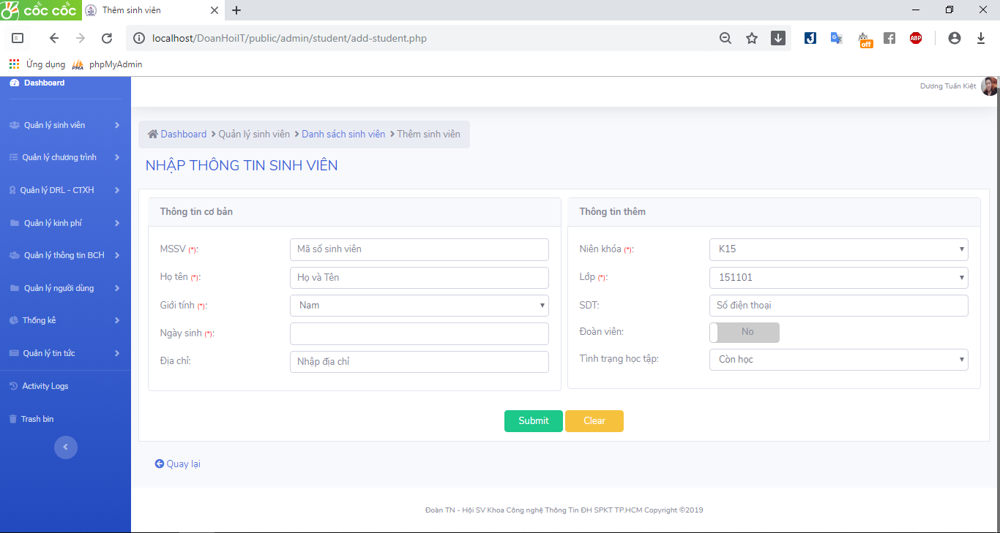 cốc cốc Thêm sinh viên
localhost/DoanHoiIT/public/admin/student/add-student.php
off ABP
Ứng dụng PMA phpMyAdmin
Dashboard
Dương Tuấn Kiệt
Quản lý sinh viên
Quản lý chương trình
Quản lý DRL - CTXH
Quản lý kinh phí
Quản lý thông tin BCH
Quản lý người dùng
Thống kê
Quản lý tin tức
Activity Logs
Trash bin
Dashboard > Quản lý sinh viên > Danh sách sinh viên > Thêm sinh viên
NHẬP THÔNG TIN SINH VIÊN
Thông tin cơ bản
MSSV (*): Mã số sinh viên
Họ tên (*): Họ và Tên
Giới tính (*): Nam
Ngày sinh (*):
Địa chỉ: Nhập địa chỉ
Thông tin thêm
Niên khóa (*): K15
Lớp (*): 151101
SDT: Số điện thoại
Đoàn viên: No
Tình trạng học tập: Còn học
Submit Clear
Quay lại
Đoàn TN - Hội SV Khoa Công nghệ Thông Tin ĐH SPKT TP.HCM Copyright ©2019